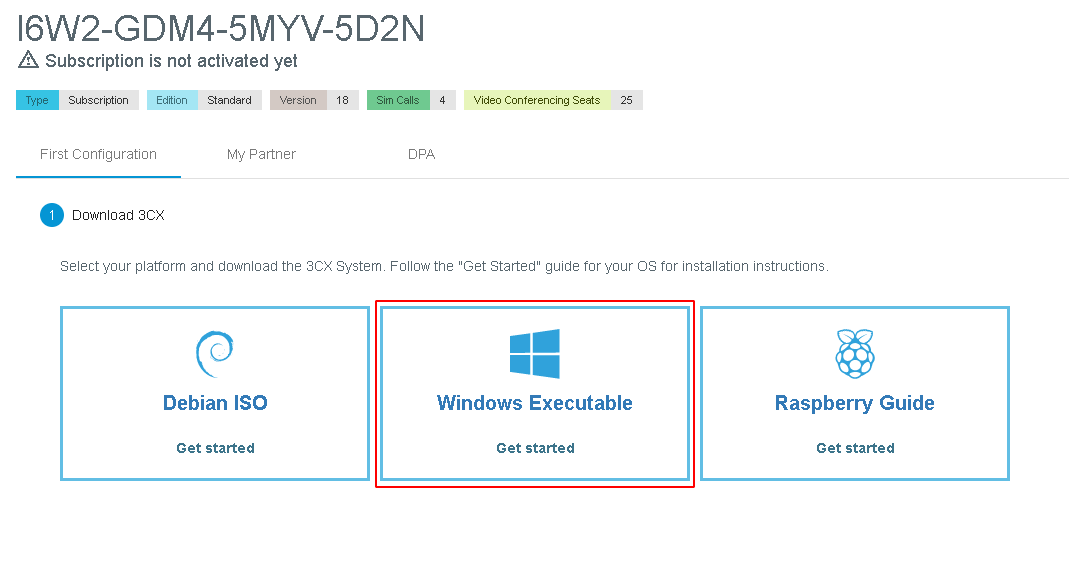 I6W2-GDM4-5MYV-5D2N
Subscription is not activated yet
Type Subscription Edition Standard Version 18 Sim Calls 4 Video Conferencing Seats 25
First Configuration My Partner DPA
1 Download 3CX
Select your platform and download the 3CX System. Follow the "Get Started" guide for your OS for installation instructions.
Debian ISO Windows Executable Raspberry Guide
Get started Get started Get started